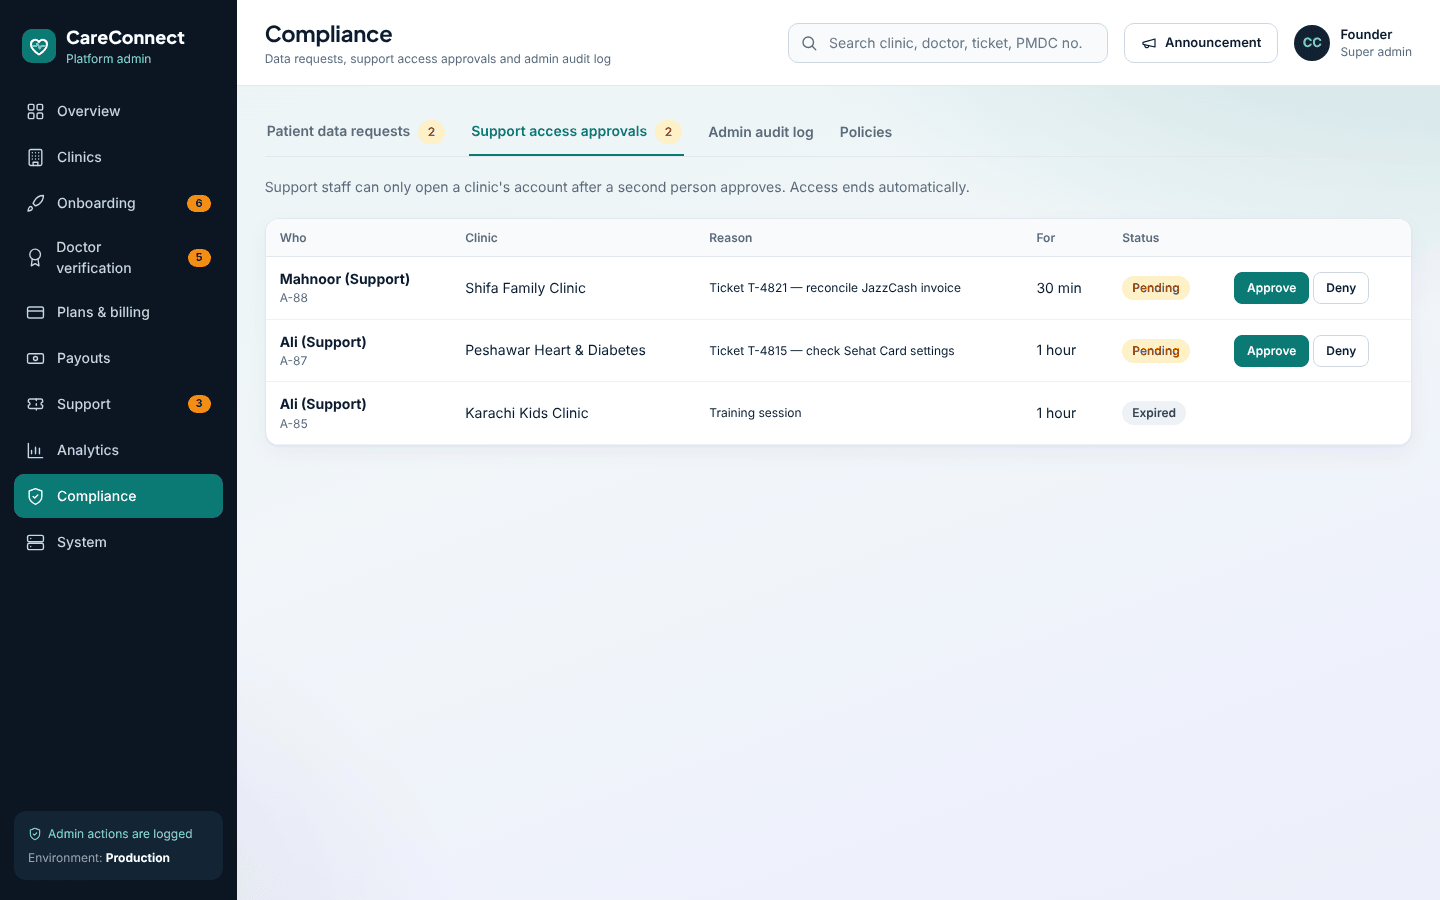 CareConnect
Platform admin
Overview
Clinics
Onboarding 6
Doctor verification 5
Plans & billing
Payouts
Support 3
Analytics
Compliance
System
Admin actions are logged
Environment: Production
Compliance
Data requests, support access approvals and admin audit log
Search clinic, doctor, ticket, PMDC no.
Announcement
CC
Founder
Super admin
Patient data requests 2 Support access approvals 2 Admin audit log Policies
Support staff can only open a clinic's account after a second person approves. Access ends automatically.
Who Clinic Reason For Status
Mahnoor (Support)
A-88
Shifa Family Clinic
Ticket T-4821 — reconcile JazzCash invoice
30 min
Pending
Approve Deny
Ali (Support)
A-87
Peshawar Heart & Diabetes
Ticket T-4815 — check Sehat Card settings
1 hour
Pending
Approve Deny
Ali (Support)
A-85
Karachi Kids Clinic
Training session
1 hour
Expired